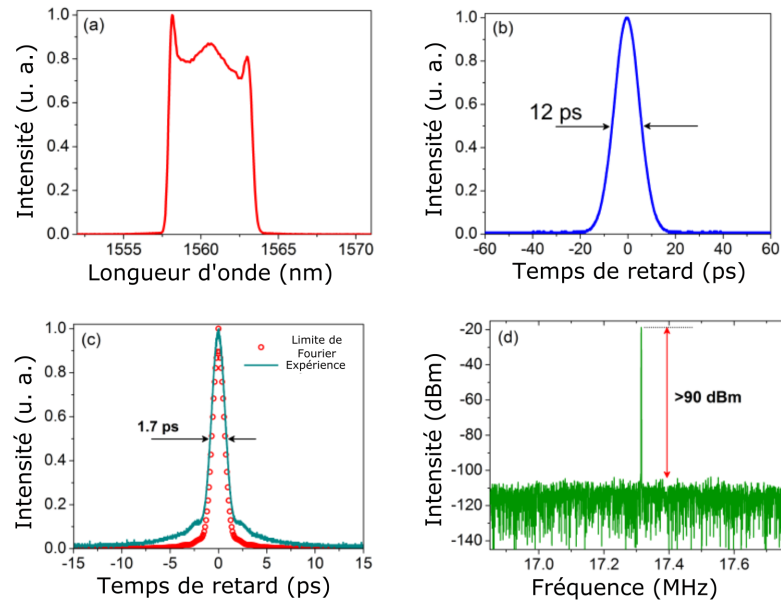 (a)
Intensité (u. a.)
1.0
0.8
0.6
0.4
0.2
0.0
1555 1560 1565 1570
Longueur d'onde (nm)
(b)
Intensité (u. a.)
1.0
0.8
0.6
0.4
0.2
0.0
12 ps
-60 -40 -20 0 20 40 60
Temps de retard (ps)
(c)
Intensité (u. a.)
1.0
0.8
0.6
0.4
0.2
0.0
Limite de
Fourier
Expérience
1.7 ps
-15 -10 -5 0 5 10 15
Temps de retard (ps)
(d)
Intensité (dBm)
-20
-40
-60
-80
-100
-120
-140
>90 dBm
17.0 17.2 17.4 17.6
Fréquence (MHz)